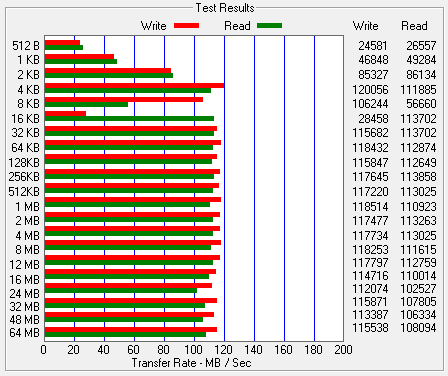 Test Results
Write Read Write Read
512 B 24581 26557
1 KB 46848 49284
2 KB 85327 86134
4 KB 120056 111885
8 KB 106244 56660
16 KB 28458 113702
32 KB 115682 113702
64 KB 118432 112874
128KB 115847 112649
256KB 117645 113858
512KB 117220 113025
1 MB 118514 110923
2 MB 117477 113263
4 MB 117734 113025
8 MB 118253 111615
12 MB 117797 112759
16 MB 114716 110014
24 MB 112074 102527
32 MB 115871 107805
48 MB 113387 106334
64 MB 115538 108094
0 20 40 60 80 100 120 140 160 180 200
Transfer Rate - MB / Sec